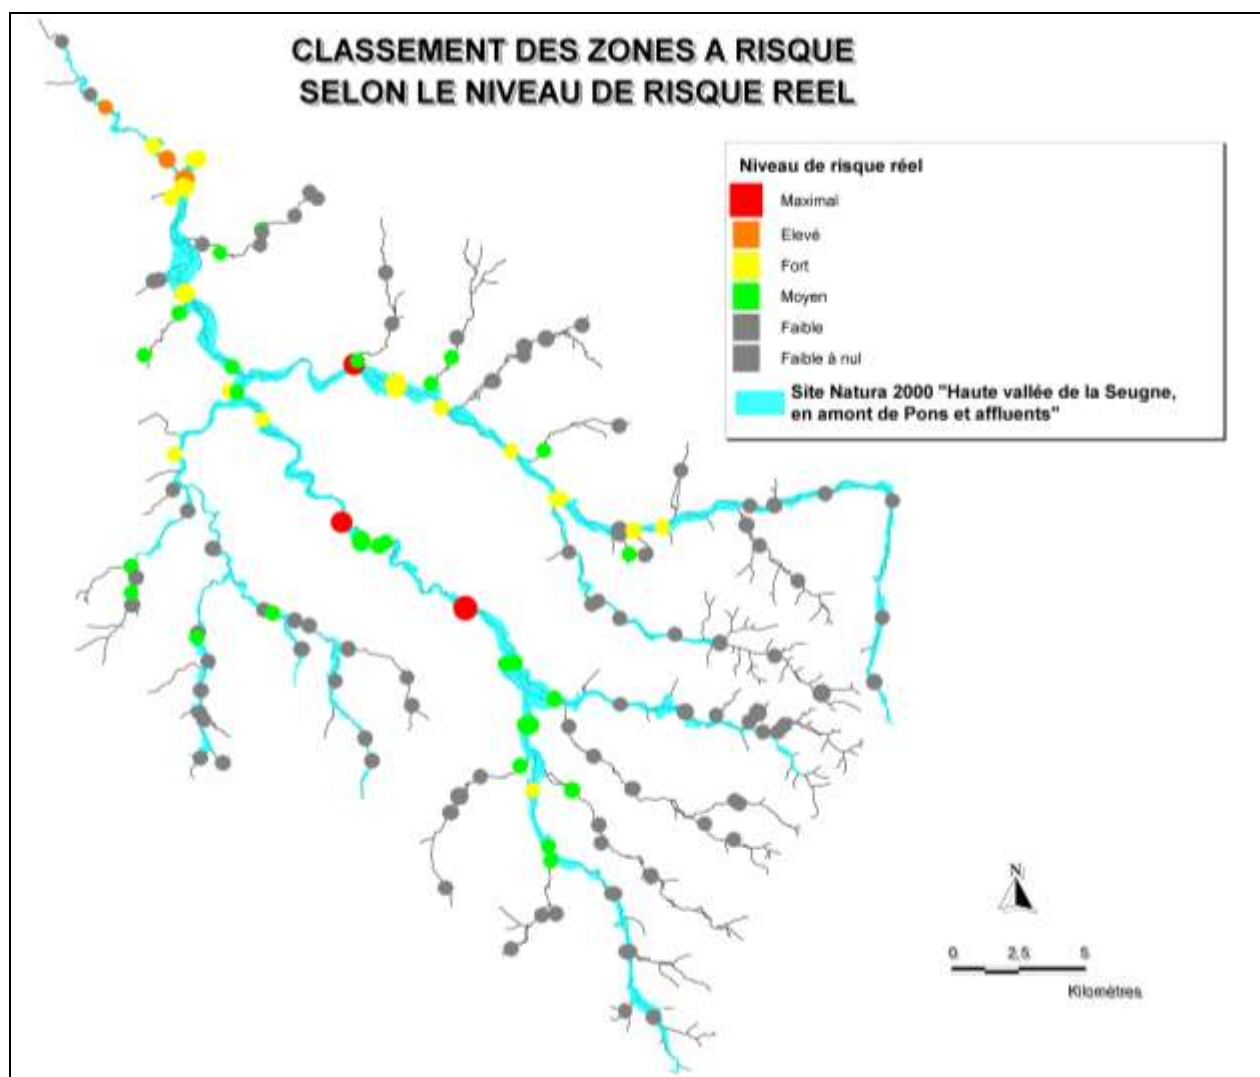 CLASSEMENT DES ZONES A RISQUE
SELON LE NIVEAU DE RISQUE REEL
Niveau de risque réel
Maximal
Elevé
Fort
Moyen
Faible
Faible à nul
Site Natura 2000 "Haute vallée de la Seugne,
en amont de Pons et affluents"
N
0 2,5 5
Kilomètres